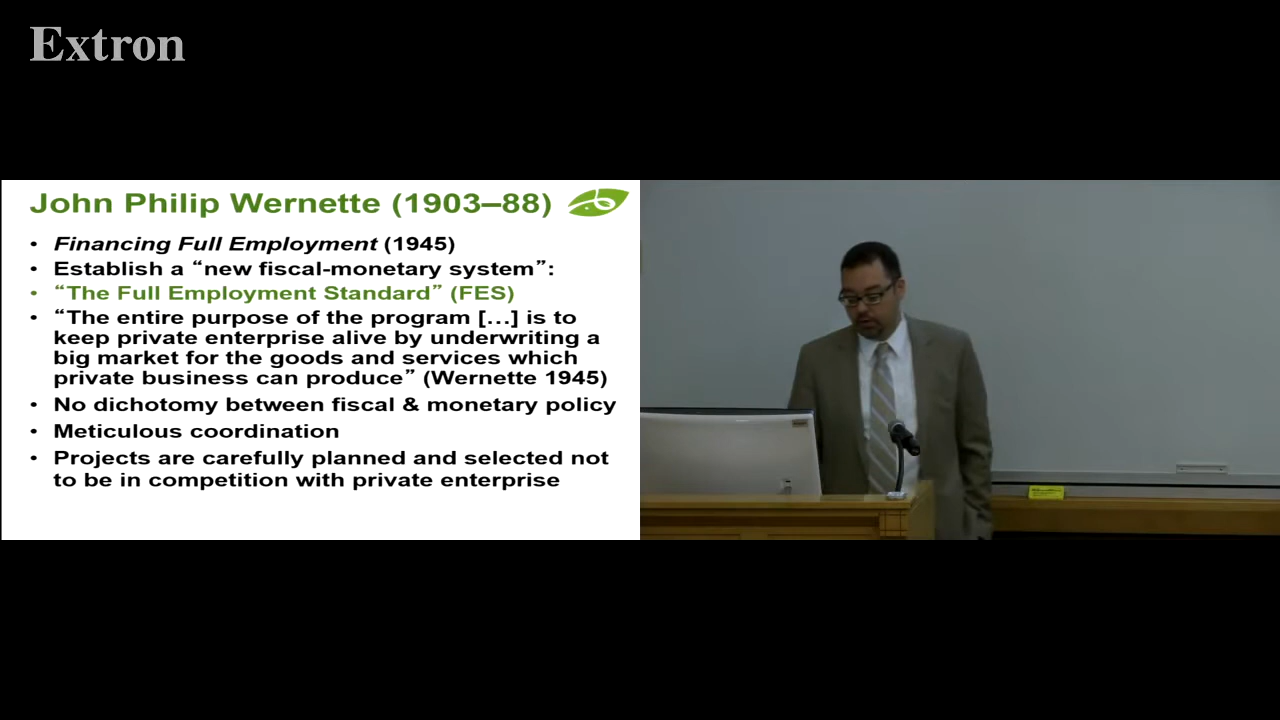 Extron
John Philip Wernette (1903–88)
• Financing Full Employment (1945)
• Establish a “new fiscal-monetary system”:
• “The Full Employment Standard” (FES)
• “The entire purpose of the program […] is to
keep private enterprise alive by underwriting a
big market for the goods and services which
private business can produce” (Wernette 1945)
• No dichotomy between fiscal & monetary policy
• Meticulous coordination
• Projects are carefully planned and selected not
to be in competition with private enterprise